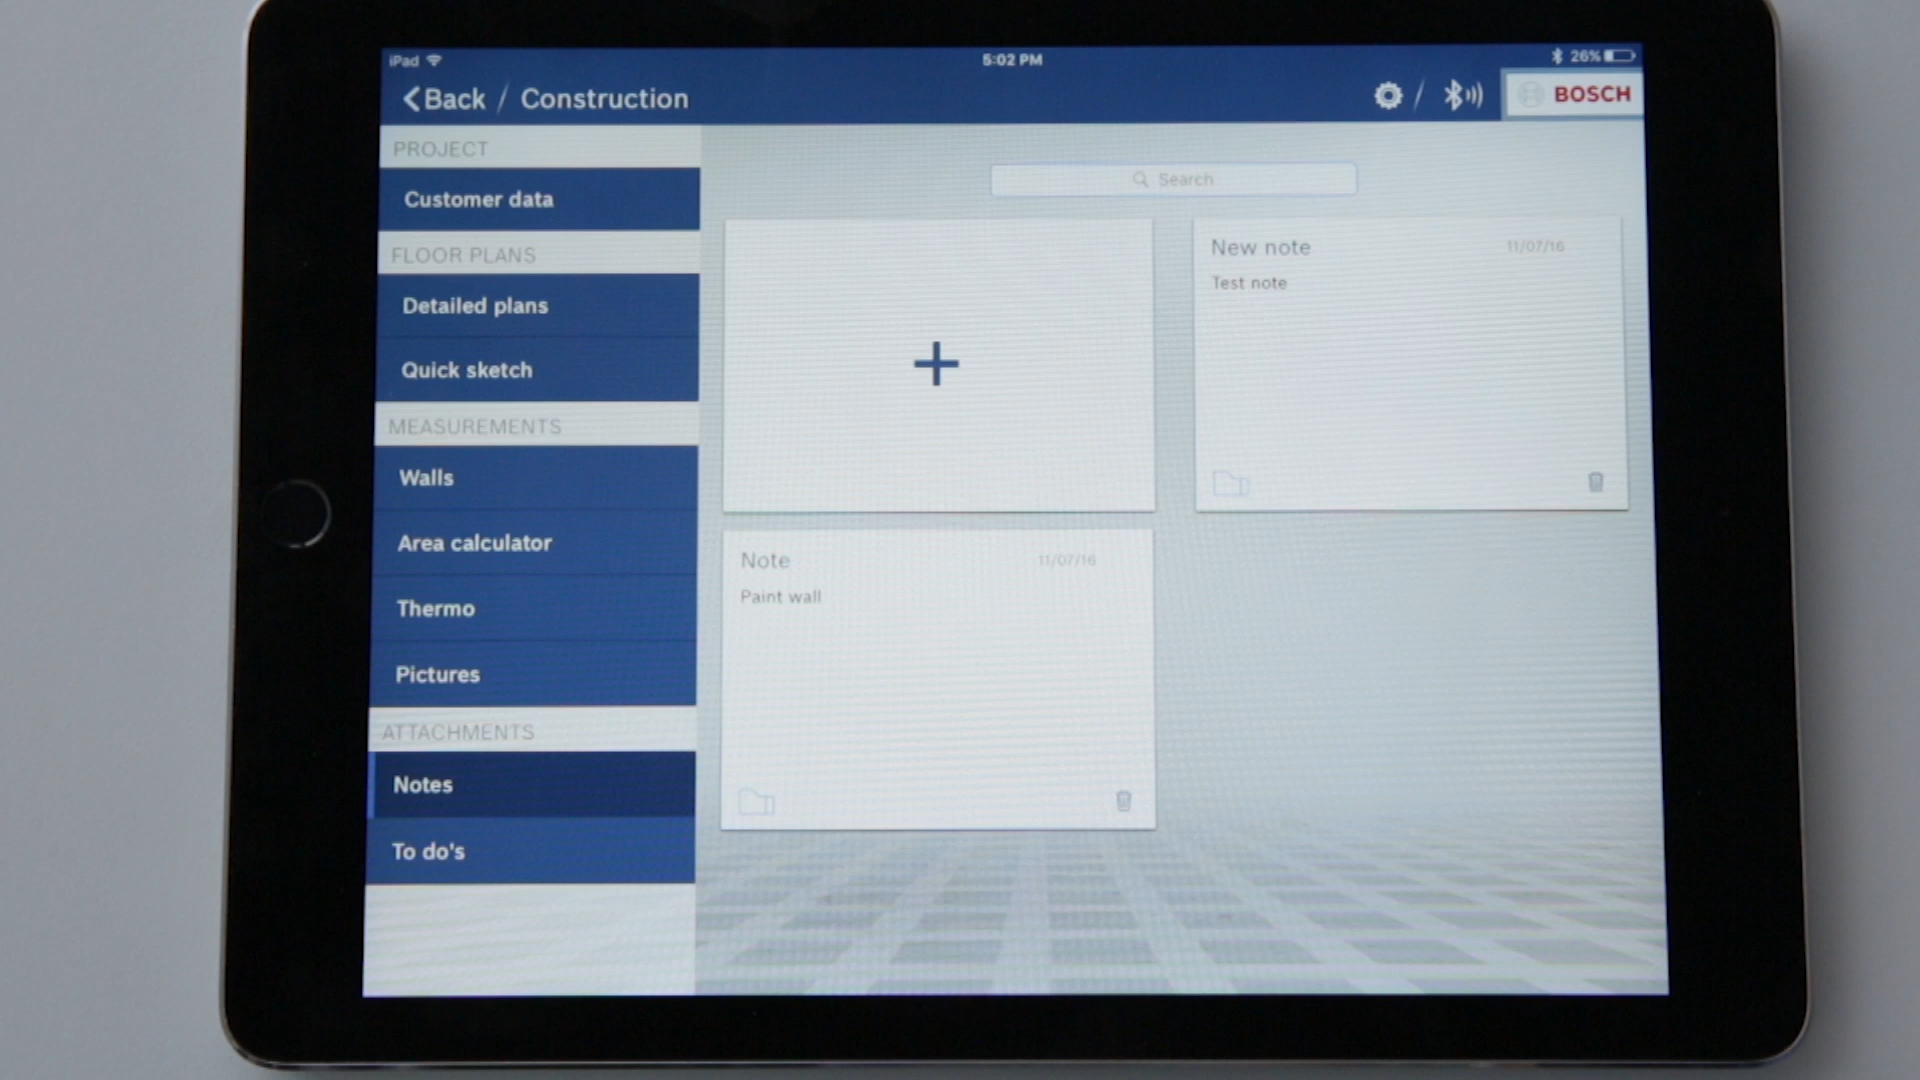 iPad 5:02 PM 26%
Back / Construction BOSCH
PROJECT
Customer data
FLOOR PLANS
Detailed plans
Quick sketch
MEASUREMENTS
Walls
Area calculator
Thermo
Pictures
ATTACHMENTS
Notes
To do's
Search
New note 11/07/16
Test note
Note 11/07/16
Paint wall